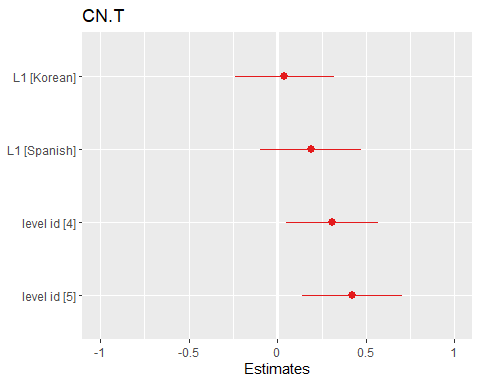 CN.T
L1 [Korean]
L1 [Spanish]
level id [4]
level id [5]
-1 -0.5 0 0.5 1
Estimates